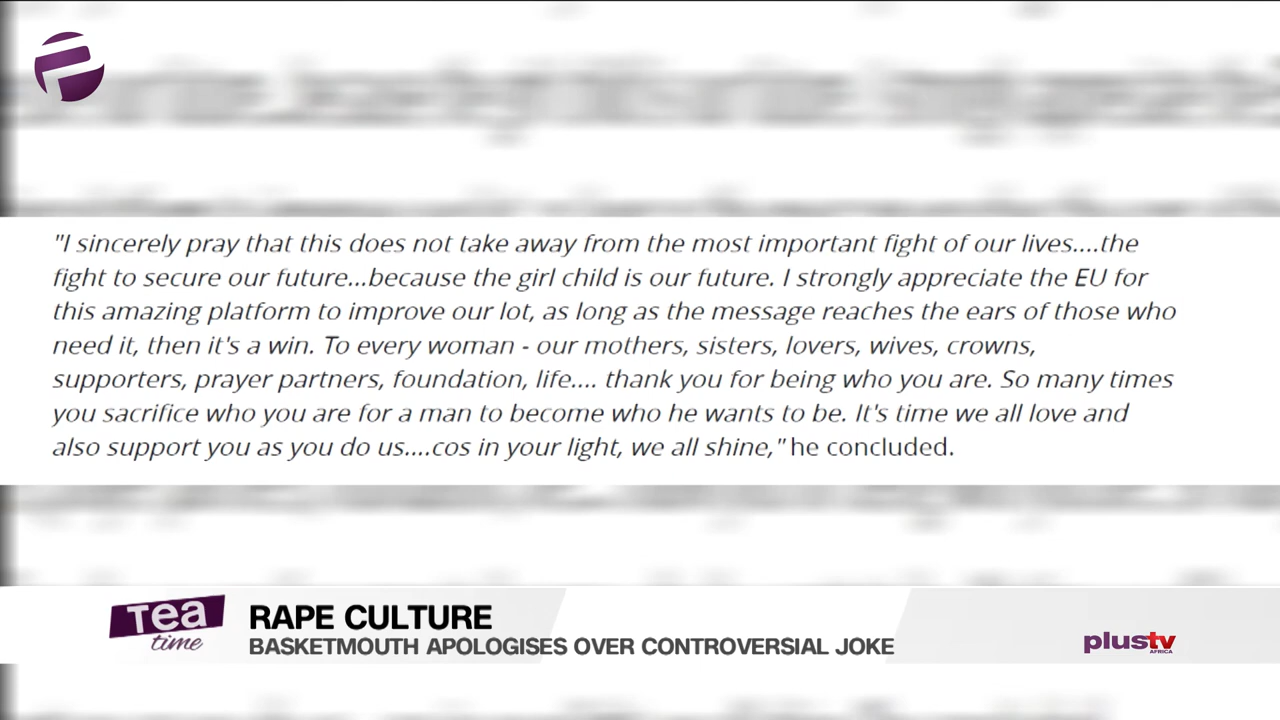 "I sincerely pray that this does not take away from the most important fight of our lives....the
fight to secure our future...because the girl child is our future. I strongly appreciate the EU for
this amazing platform to improve our lot, as long as the message reaches the ears of those who
need it, then it's a win. To every woman - our mothers, sisters, lovers, wives, crowns,
supporters, prayer partners, foundation, life.... thank you for being who you are. So many times
you sacrifice who you are for a man to become who he wants to be. It's time we all love and
also support you as you do us....cos in your light, we all shine," he concluded.
Tea
time
RAPE CULTURE
BASKETMOUTH APOLOGISES OVER CONTROVERSIAL JOKE
plustv
AFRICA